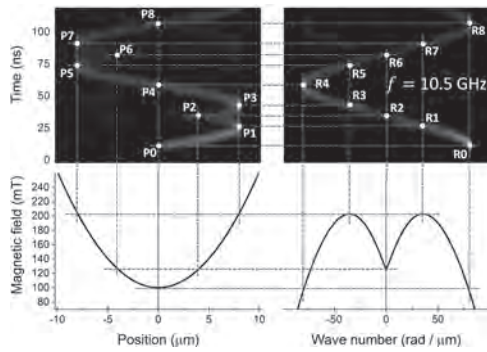 100
75
50
25
0
Time (ns)
P8
P7
P6
P5
P4
P3
P2
P1
P0
R8
R7
R6
R5
R4
f = 10.5 GHz
R3
R2
R1
R0
240
220
200
180
160
140
120
100
80
Magnetic field (mT)
-10 -5 0 5 10
Position (μm)
-50 0 50
Wave number (rad / μm)